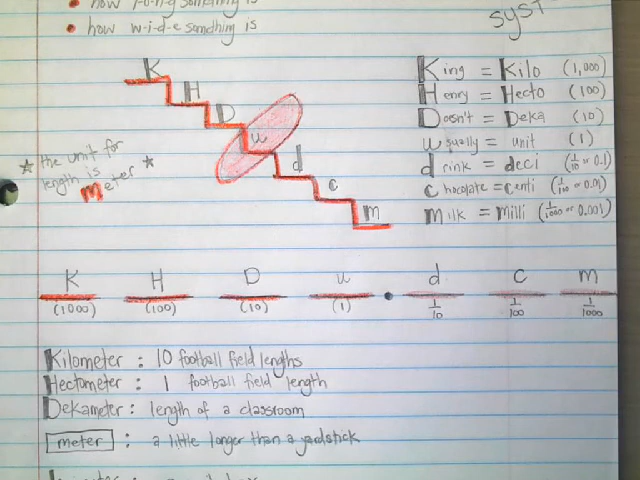 how l-o-n-g something is
how w-i-d-e something is
syst
K
H
D
u
d
c
m
King = Kilo (1,000)
Henry = Hecto (100)
Doesn't = Deka (10)
usually = unit (1)
drink = deci (1/10 or 0.1)
chocolate = centi (1/100 or 0.01)
milk = milli (1/1000 or 0.001)
* the unit for *
length is
meter
K H D u d c m
(1000) (100) (10) (1) • 1/10 1/100 1/1000
Kilometer : 10 football field lengths
Hectometer : 1 football field length
Dekameter : length of a classroom
meter : a little longer than a yardstick